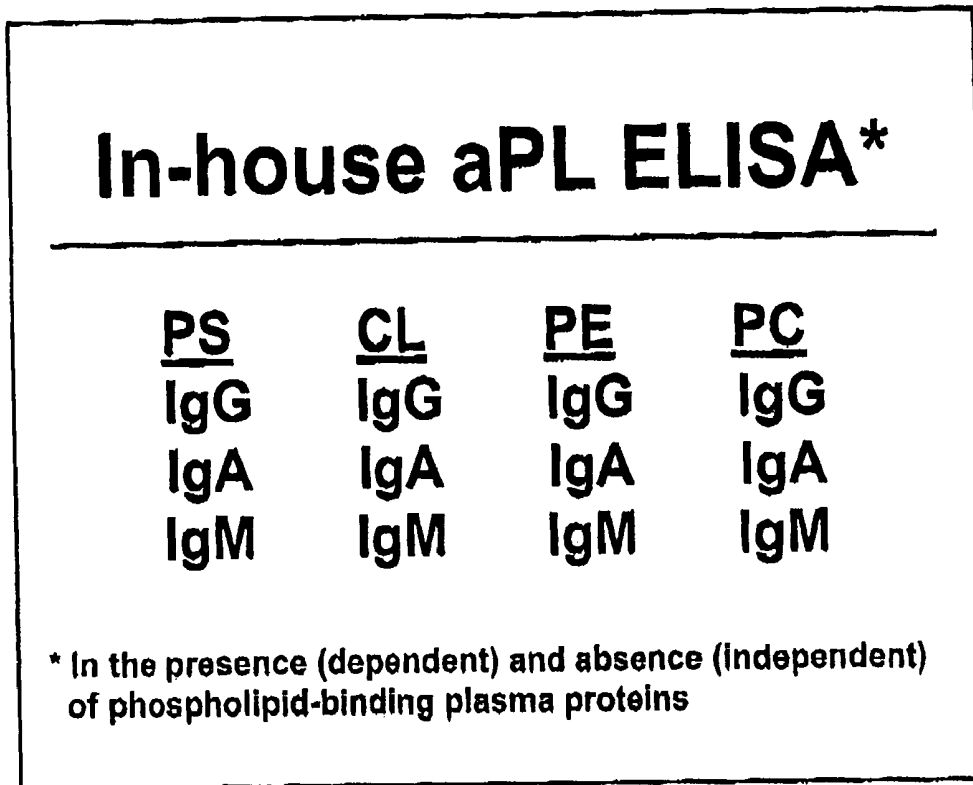 In-house aPL ELISA*
PS CL PE PC
IgG IgG IgG IgG
IgA IgA IgA IgA
IgM IgM IgM IgM
* In the presence (dependent) and absence (independent)
of phospholipid-binding plasma proteins